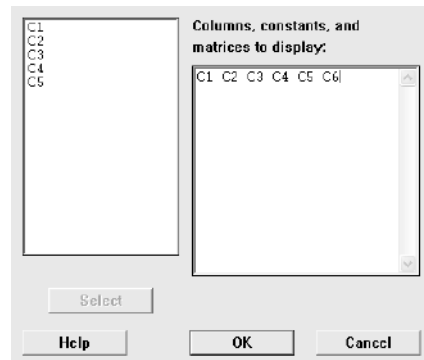 C1
C2
C3
C4
C5
Columns, constants, and
matrices to display:
C1 C2 C3 C4 C5 C6
Select
Help
OK
Cancel